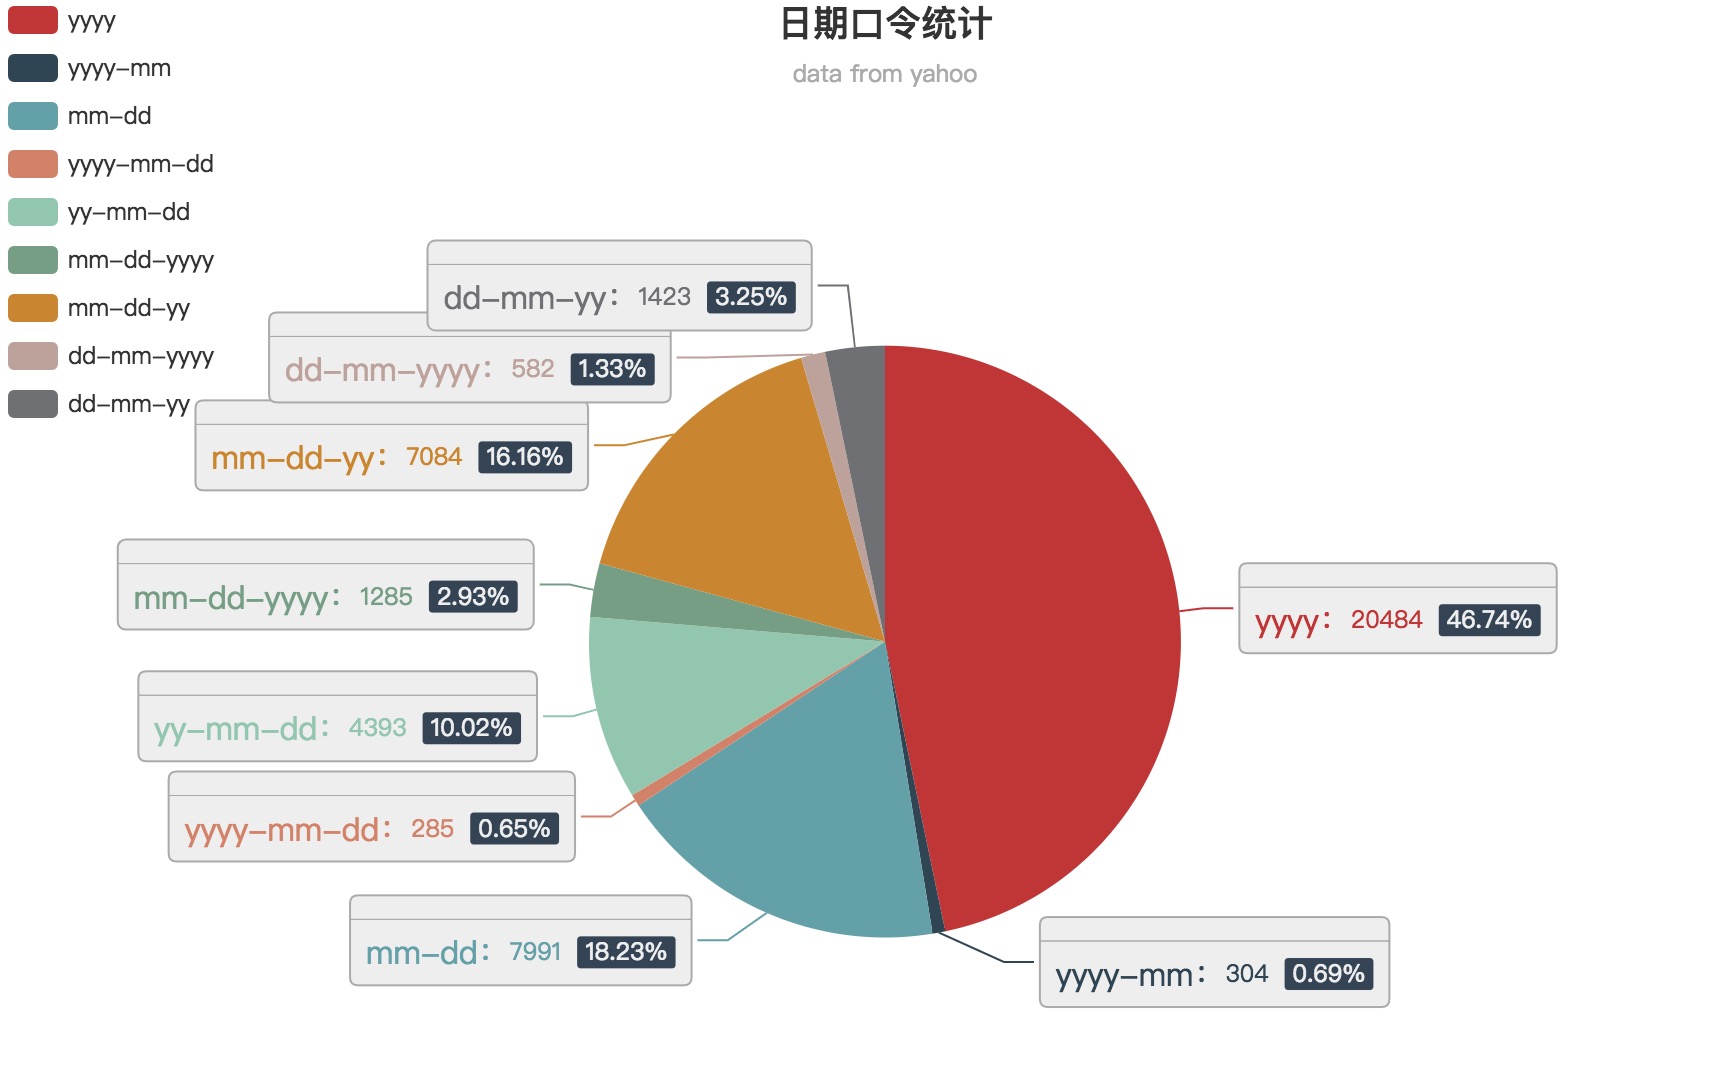 日期口令统计
data from yahoo
yyyy
yyyy-mm
mm-dd
yyyy-mm-dd
yy-mm-dd
mm-dd-yyyy
mm-dd-yy
dd-mm-yyyy
dd-mm-yy
dd-mm-yy： 1423 3.25%
dd-mm-yyyy： 582 1.33%
mm-dd-yy： 7084 16.16%
mm-dd-yyyy： 1285 2.93%
yyyy： 20484 46.74%
yy-mm-dd： 4393 10.02%
yyyy-mm-dd： 285 0.65%
mm-dd： 7991 18.23%
yyyy-mm： 304 0.69%